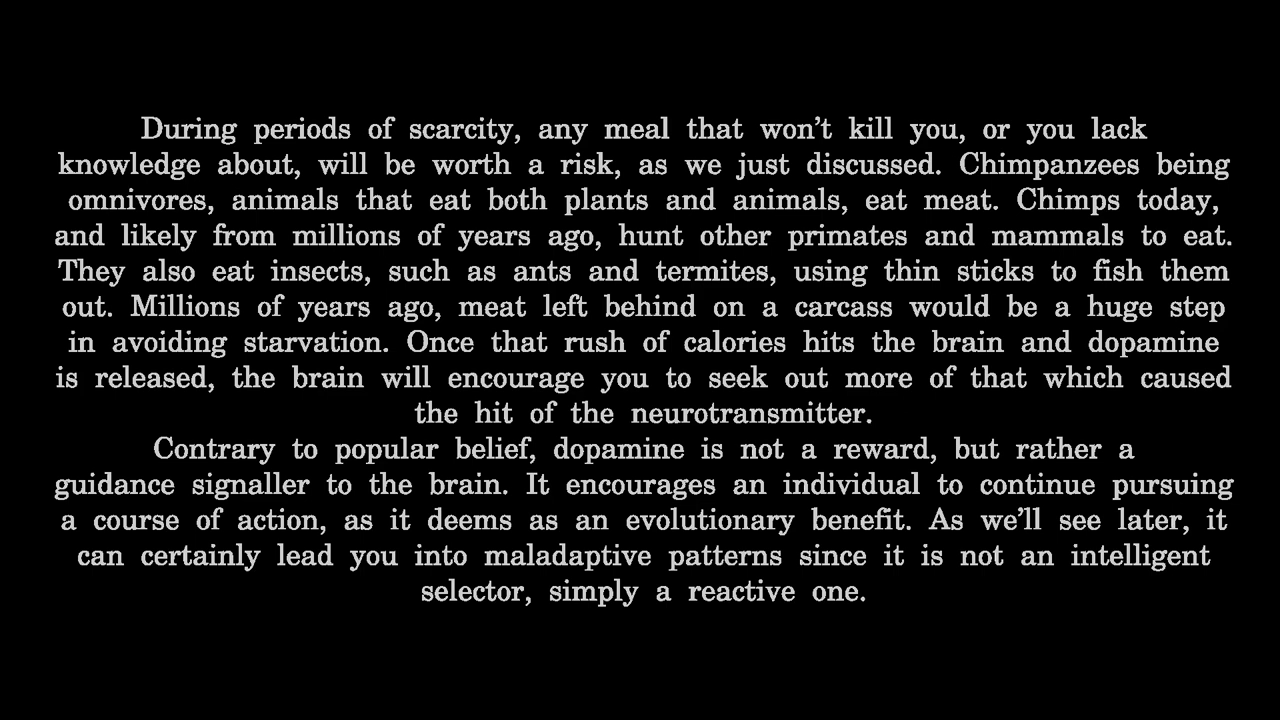 During periods of scarcity, any meal that won’t kill you, or you lack
knowledge about, will be worth a risk, as we just discussed. Chimpanzees being
omnivores, animals that eat both plants and animals, eat meat. Chimps today,
and likely from millions of years ago, hunt other primates and mammals to eat.
They also eat insects, such as ants and termites, using thin sticks to fish them
out. Millions of years ago, meat left behind on a carcass would be a huge step
in avoiding starvation. Once that rush of calories hits the brain and dopamine
is released, the brain will encourage you to seek out more of that which caused
the hit of the neurotransmitter.
Contrary to popular belief, dopamine is not a reward, but rather a
guidance signaller to the brain. It encourages an individual to continue pursuing
a course of action, as it deems as an evolutionary benefit. As we’ll see later, it
can certainly lead you into maladaptive patterns since it is not an intelligent
selector, simply a reactive one.